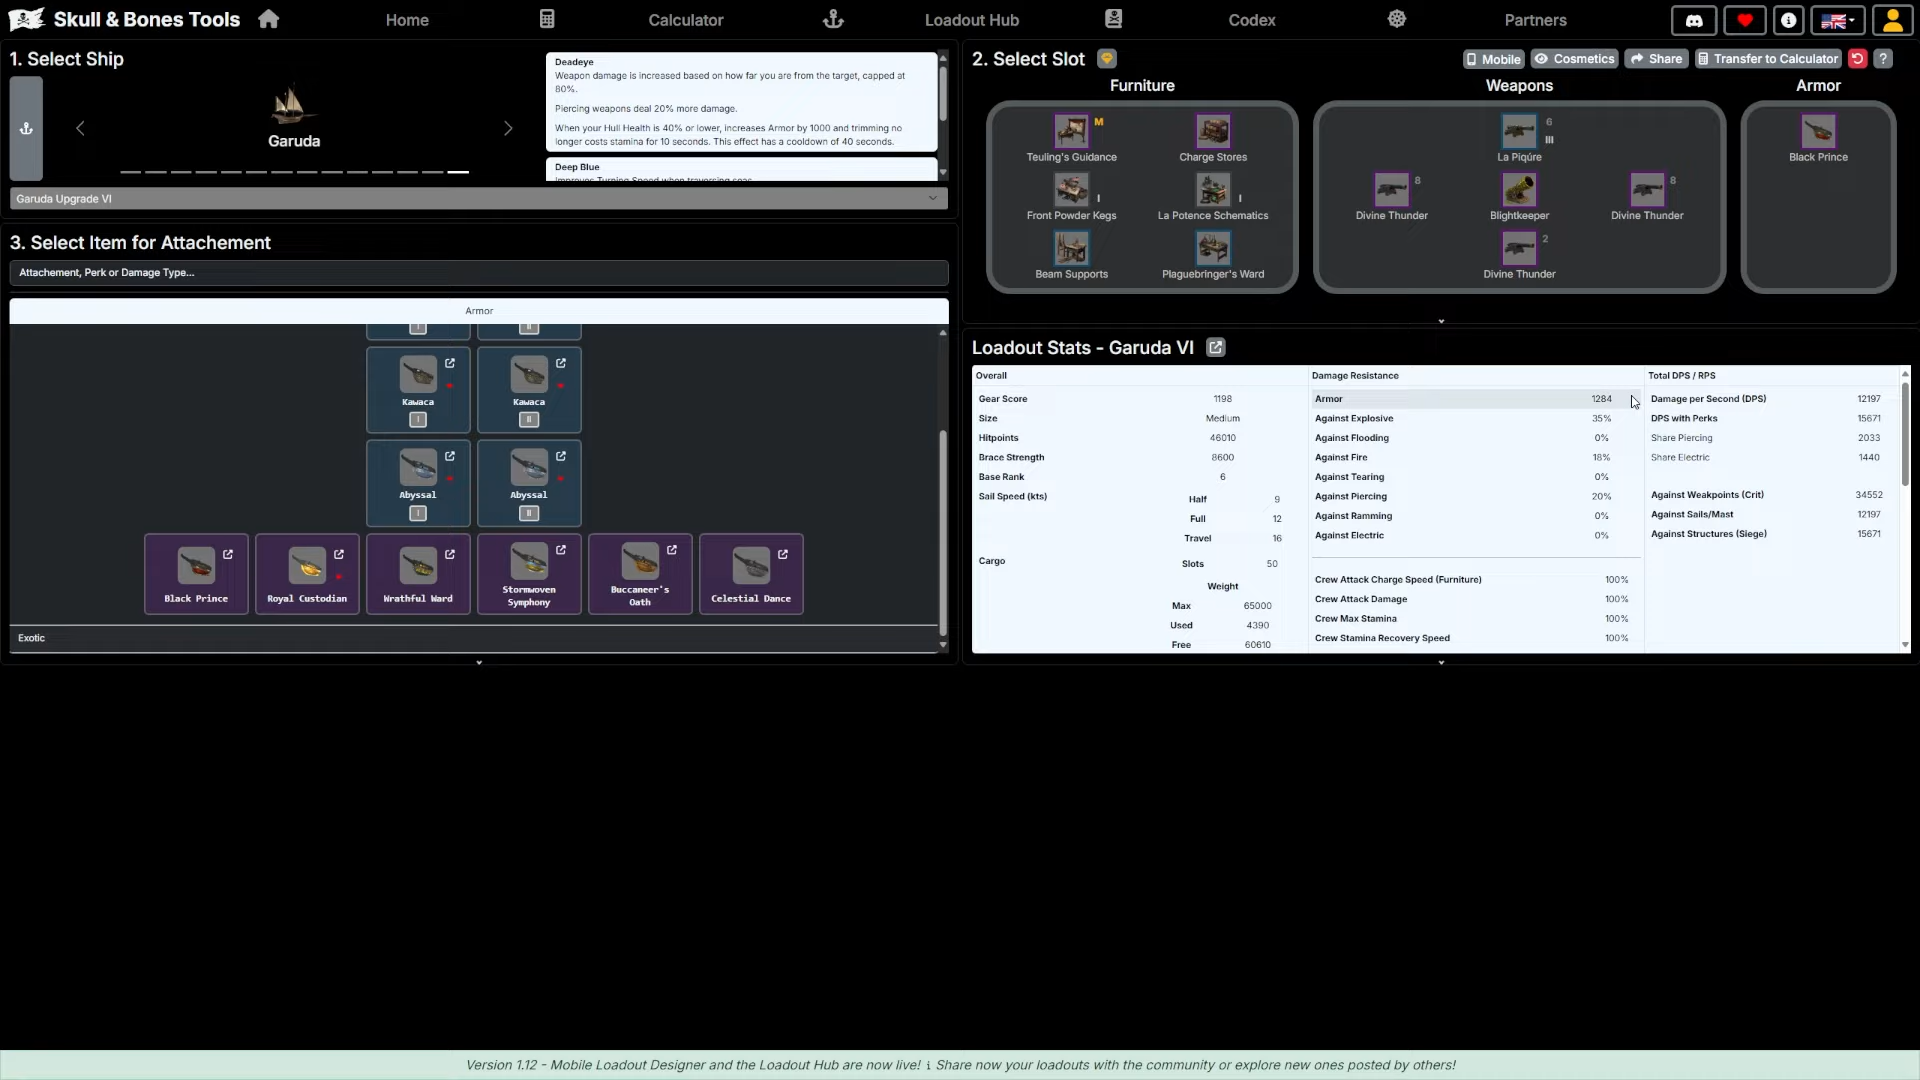 Skull & Bones Tools
Home
Calculator
Loadout Hub
Codex
Partners
1. Select Ship
Garuda
Deadeye
Weapon damage is increased based on how far you are from the target, capped at
80%.
Piercing weapons deal 20% more damage.
When your Hull Health is 40% or lower, increases Armor by 1000 and trimming no
longer costs stamina for 10 seconds. This effect has a cooldown of 40 seconds.
Deep Blue
Garuda Upgrade VI
2. Select Slot
Mobile
Cosmetics
Share
Transfer to Calculator
?
Furniture
Weapons
Armor
M
Teuling's Guidance
Charge Stores
I
Front Powder Kegs
I
La Potence Schematics
Beam Supports
Plaguebringer's Ward
6
III
La Piqûre
8
Divine Thunder
Blightkeeper
8
Divine Thunder
2
Divine Thunder
Black Prince
3. Select Item for Attachement
Attachement, Perk or Damage Type...
Armor
I
II
Kawaca
I
Kawaca
II
Abyssal
I
Abyssal
II
Black Prince
Royal Custodian
Wrathful Ward
Stormwoven
Symphony
Buccaneer's
Oath
Celestial Dance
Exotic
Loadout Stats - Garuda VI
Overall
Gear Score 1198
Size Medium
Hitpoints 46010
Brace Strength 8600
Base Rank 6
Sail Speed (kts) Half 9
Full 12
Travel 16
Cargo Slots 50
Weight
Max 65000
Used 4390
Free 60610
Damage Resistance
Armor 1284
Against Explosive 35%
Against Flooding 0%
Against Fire 18%
Against Tearing 0%
Against Piercing 20%
Against Ramming 0%
Against Electric 0%
Crew Attack Charge Speed (Furniture) 100%
Crew Attack Damage 100%
Crew Max Stamina 100%
Crew Stamina Recovery Speed 100%
Total DPS / RPS
Damage per Second (DPS) 12197
DPS with Perks 15671
Share Piercing 2033
Share Electric 1440
Against Weakpoints (Crit) 34552
Against Sails/Mast 12197
Against Structures (Siege) 15671
Version 1.12 - Mobile Loadout Designer and the Loadout Hub are now live! i Share now your loadouts with the community or explore new ones posted by others!